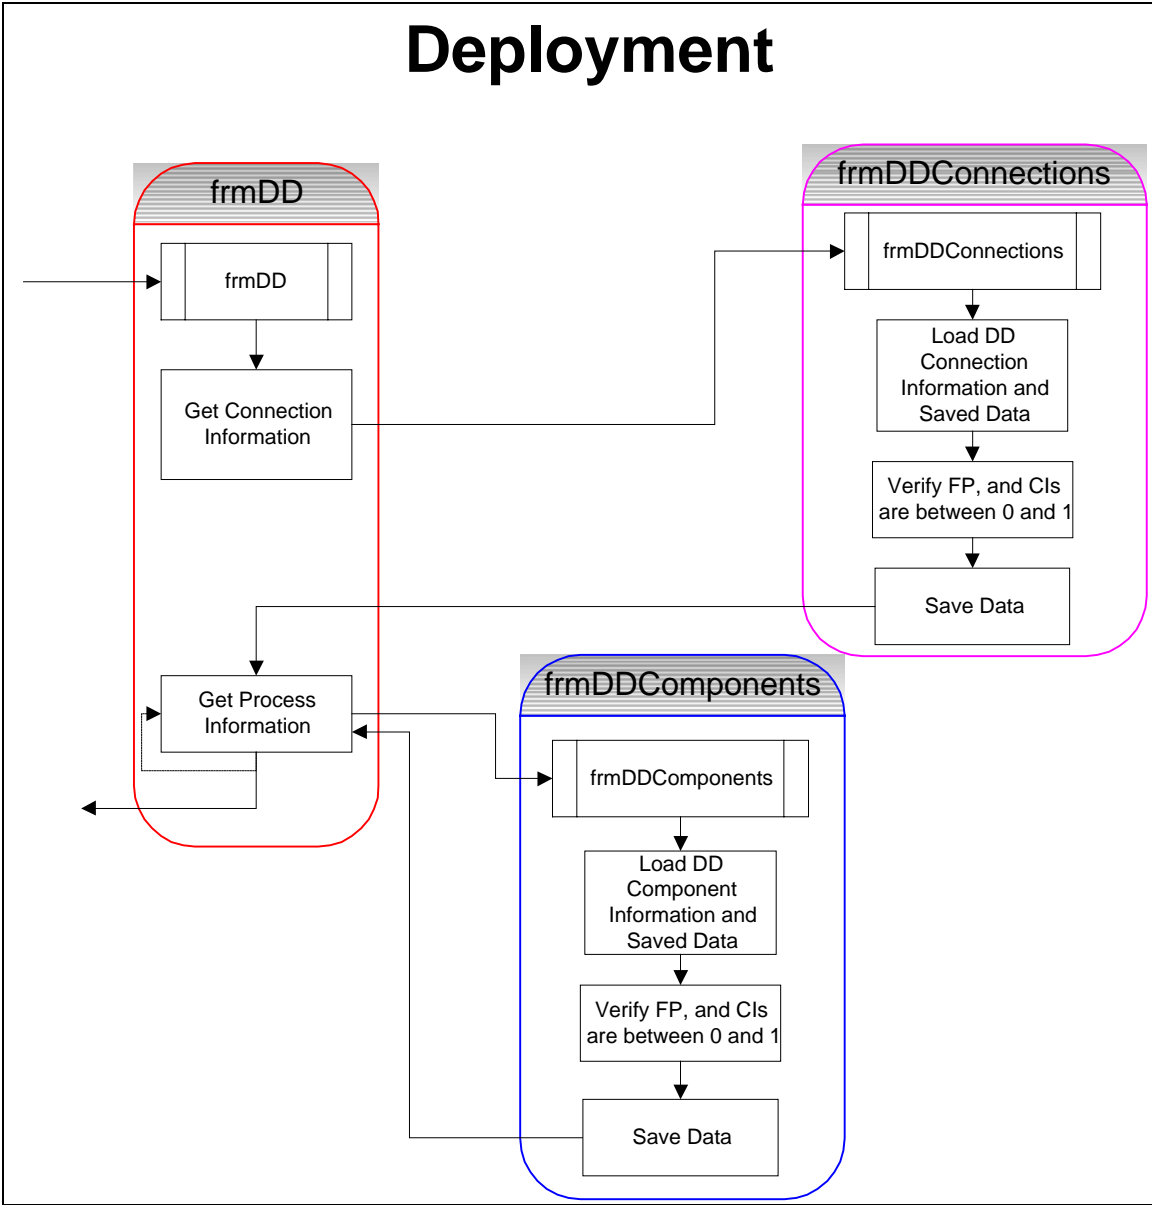 Deployment
frmDD
frmDD
Get Connection
Information
Get Process
Information
frmDDConnections
frmDDConnections
Load DD
Connection
Information and
Saved Data
Verify FP, and CIs
are between 0 and 1
Save Data
frmDDComponents
frmDDComponents
Load DD
Component
Information and
Saved Data
Verify FP, and CIs
are between 0 and 1
Save Data